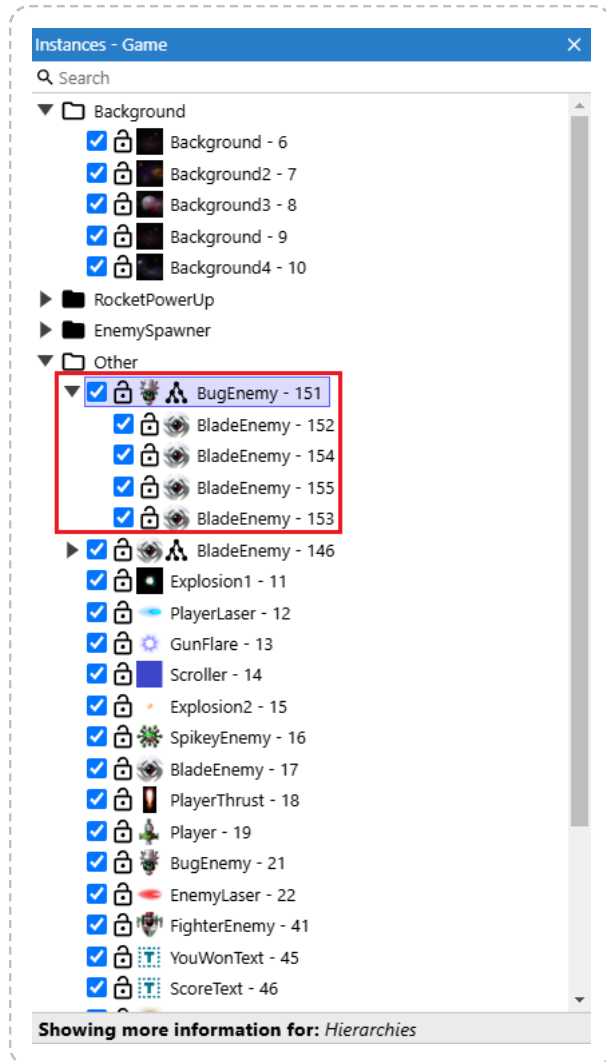 Instances - Game
Search
Background
Background - 6
Background2 - 7
Background3 - 8
Background - 9
Background4 - 10
RocketPowerUp
EnemySpawner
Other
BugEnemy - 151
BladeEnemy - 152
BladeEnemy - 154
BladeEnemy - 155
BladeEnemy - 153
BladeEnemy - 146
Explosion1 - 11
PlayerLaser - 12
GunFlare - 13
Scroller - 14
Explosion2 - 15
SpikeyEnemy - 16
BladeEnemy - 17
PlayerThrust - 18
Player - 19
BugEnemy - 21
EnemyLaser - 22
FighterEnemy - 41
YouWonText - 45
ScoreText - 46
Showing more information for: Hierarchies